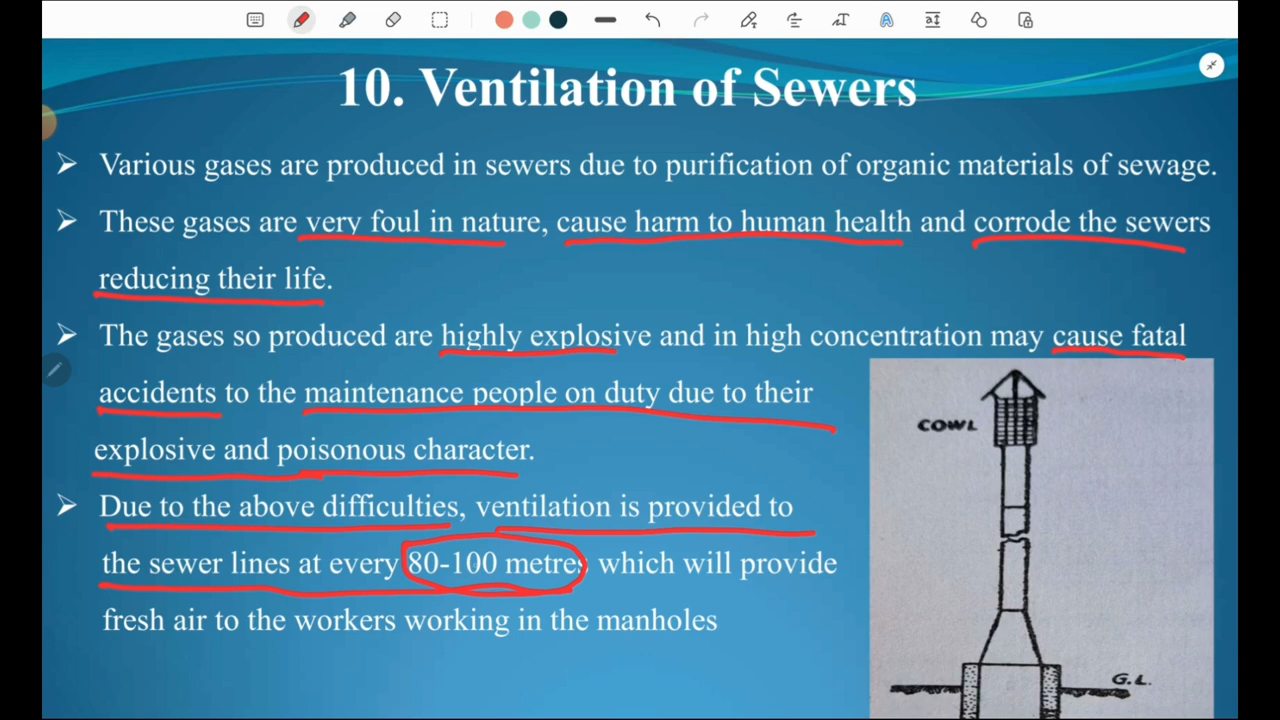 10. Ventilation of Sewers
Various gases are produced in sewers due to purification of organic materials of sewage.
These gases are very foul in nature, cause harm to human health and corrode the sewers
reducing their life.
The gases so produced are highly explosive and in high concentration may cause fatal
accidents to the maintenance people on duty due to their
explosive and poisonous character.
Due to the above difficulties, ventilation is provided to
the sewer lines at every 80-100 metres which will provide
fresh air to the workers working in the manholes
COWL
G.L.